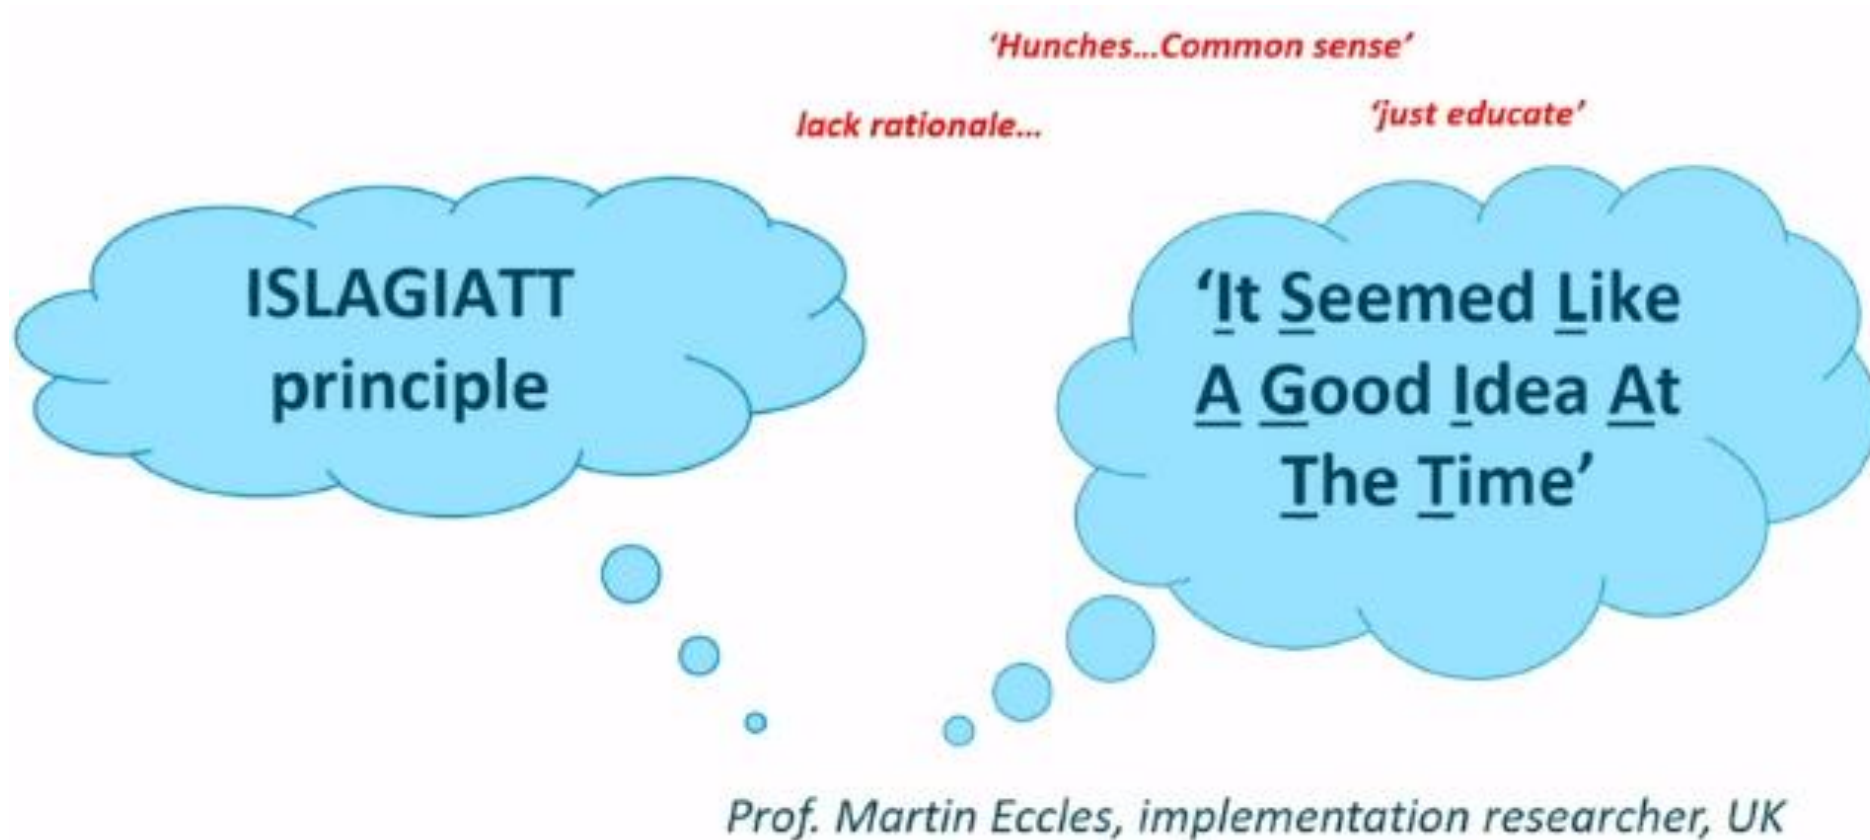 ‘Hunches...Common sense’
lack rationale...
‘just educate’
ISLAGIATT
principle
‘It Seemed Like
A Good Idea At
The Time’
Prof. Martin Eccles, implementation researcher, UK